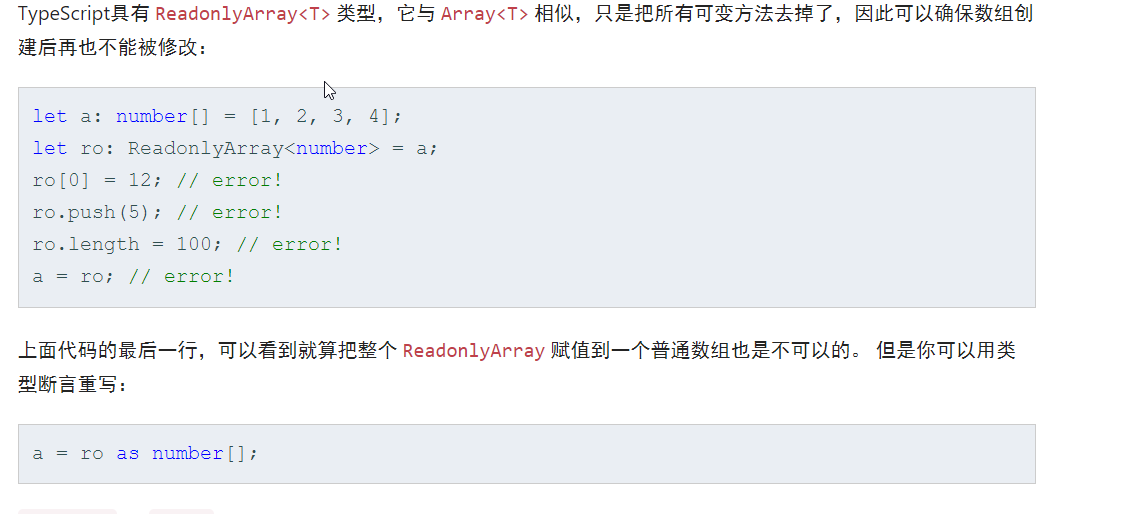 TypeScript具有 ReadonlyArray<T> 类型，它与 Array<T> 相似，只是把所有可变方法去掉了，因此可以确保数组创
建后再也不能被修改：
let a: number[] = [1, 2, 3, 4];
let ro: ReadonlyArray<number> = a;
ro[0] = 12; // error!
ro.push(5); // error!
ro.length = 100; // error!
a = ro; // error!
上面代码的最后一行，可以看到就算把整个 ReadonlyArray 赋值到一个普通数组也是不可以的。 但是你可以用类
型断言重写：
a = ro as number[];